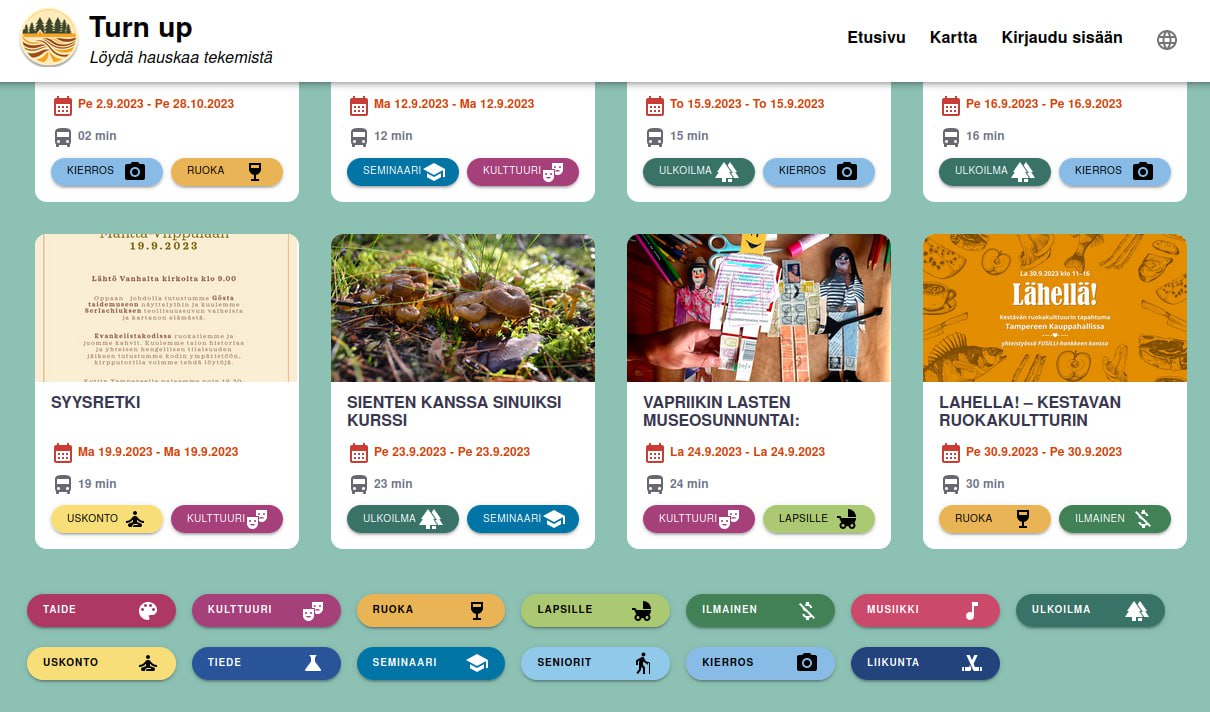 Turn up
Löydä hauskaa tekemistä
Etusivu
Kartta
Kirjaudu sisään
Pe 2.9.2023 - Pe 28.10.2023
02 min
KIERROS
RUOKA
Ma 12.9.2023 - Ma 12.9.2023
12 min
SEMINAARI
KULTTUURI
To 15.9.2023 - To 15.9.2023
15 min
ULKOILMA
KIERROS
Pe 16.9.2023 - Pe 16.9.2023
16 min
ULKOILMA
KIERROS
19.9.2023
Lähtö Vanhalta kirkolta klo 9.00
Oppaan johdolla tutustumme Gösta
taidemuseon näyttelyihin ja kuulemme
Serlachiuksen teollisuussuvun vaiheista
ja kartanon elämästä.
Evankelistakodissa ruokailemme ja
juomme kahvit. Kuulemme talon historiaa
ja yhteisen hengellisen tilaisuuden
jälkeen tutustumme kodin ympäristöön,
kirpputorilla voimme tehdä löytöjä.
SYYSRETKI
Ma 19.9.2023 - Ma 19.9.2023
19 min
USKONTO
KULTTUURI
SIENTEN KANSSA SINUIKSI
KURSSI
Pe 23.9.2023 - Pe 23.9.2023
23 min
ULKOILMA
SEMINAARI
VAPRIIKIN LASTEN
MUSEOSUNNUNTAI:
La 24.9.2023 - La 24.9.2023
24 min
KULTTUURI
LAPSILLE
La 30.9.2023 klo 11-15
Lähellä!
Kestävän ruokakulttuurin tapahtuma
Tampereen Kauppahallissa
yhteistyössä FUSILLI-hankkeen kanssa
LAHELLA! – KESTAVAN
RUOKAKULTTURIN
Pe 30.9.2023 - Pe 30.9.2023
30 min
RUOKA
ILMAINEN
TAIDE
KULTTUURI
RUOKA
LAPSILLE
ILMAINEN
MUSIIKKI
ULKOILMA
USKONTO
TIEDE
SEMINAARI
SENIORIT
KIERROS
LIIKUNTA